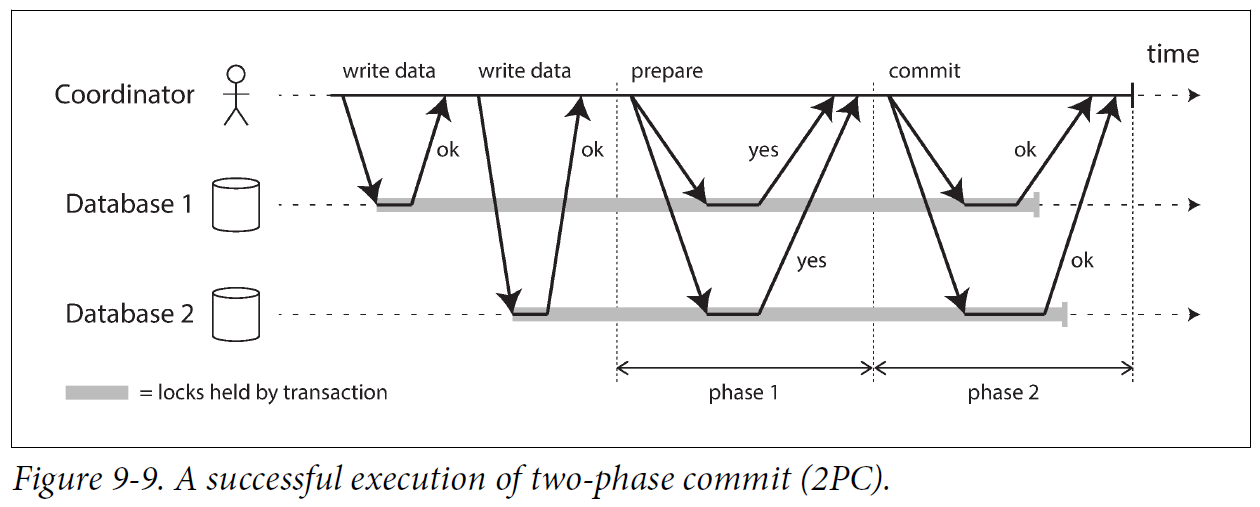 time
write data write data prepare commit
Coordinator
ok ok yes ok
Database 1
yes ok
Database 2
= locks held by transaction phase 1 phase 2
Figure 9-9. A successful execution of two-phase commit (2PC).